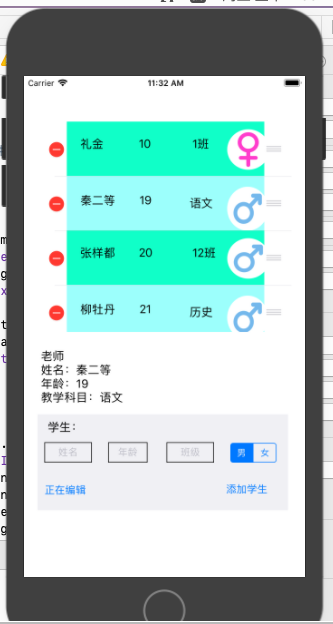 Carrier 11:32 AM
礼金 10 1班
秦二等 19 语文
张样都 20 12班
柳牡丹 21 历史
老师
姓名：秦二等
年龄：19
教学科目：语文
学生：
姓名 年龄 班级 男 女
正在编辑 添加学生